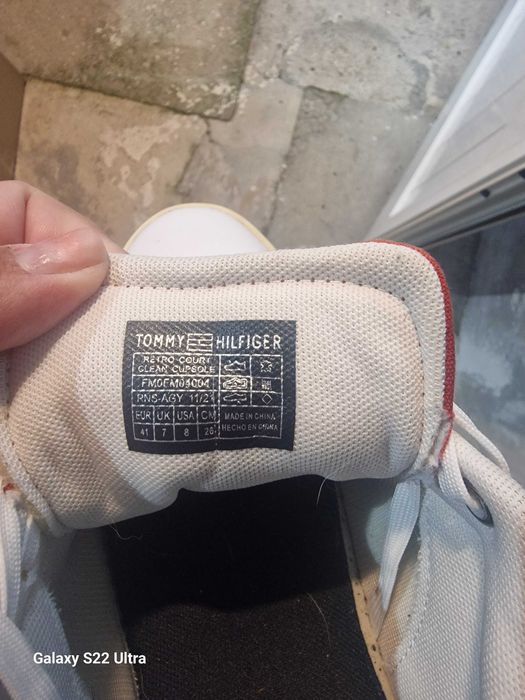 TOMMY HILFIGER
RETRO COURT
CLEAN CUPSOLE
FM0FM04004
RNS-AGY 11/21
EUR UK USA CM
41 7 8 26
MADE IN CHINA
HECHO EN CHINA
Galaxy S22 Ultra